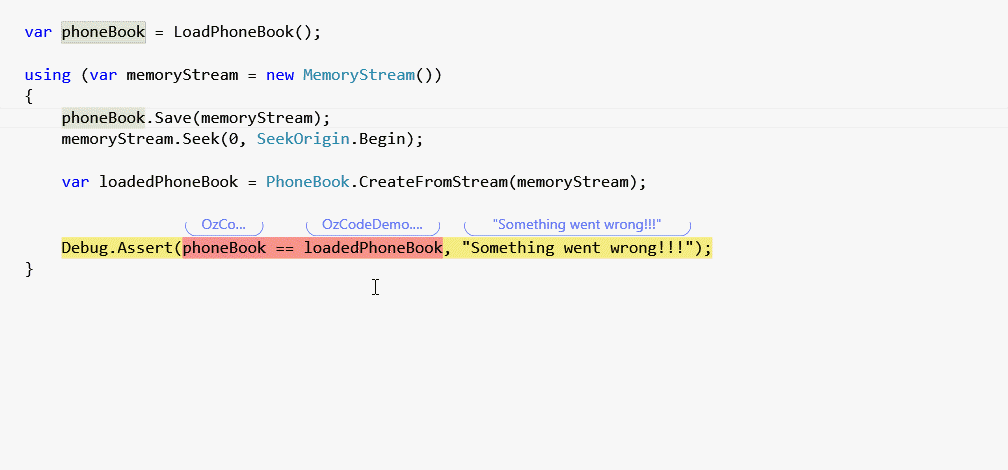 var phoneBook = LoadPhoneBook();
using (var memoryStream = new MemoryStream())
{
phoneBook.Save(memoryStream);
memoryStream.Seek(0, SeekOrigin.Begin);
var loadedPhoneBook = PhoneBook.CreateFromStream(memoryStream);
OzCo... OzCodeDemo.... "Something went wrong!!!"
Debug.Assert(phoneBook == loadedPhoneBook, "Something went wrong!!!");
}